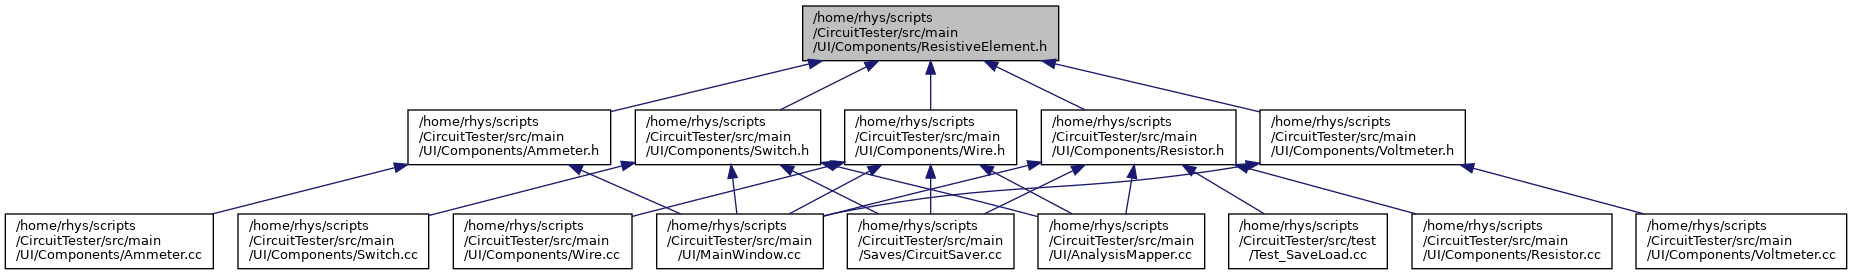 /home/rhys/scripts
/CircuitTester/src/main
/UI/Components/ResistiveElement.h
/home/rhys/scripts
/CircuitTester/src/main
/UI/Components/Ammeter.h
/home/rhys/scripts
/CircuitTester/src/main
/UI/Components/Switch.h
/home/rhys/scripts
/CircuitTester/src/main
/UI/Components/Wire.h
/home/rhys/scripts
/CircuitTester/src/main
/UI/Components/Resistor.h
/home/rhys/scripts
/CircuitTester/src/main
/UI/Components/Voltmeter.h
/home/rhys/scripts
/CircuitTester/src/main
/UI/Components/Ammeter.cc
/home/rhys/scripts
/CircuitTester/src/main
/UI/Components/Switch.cc
/home/rhys/scripts
/CircuitTester/src/main
/UI/Components/Wire.cc
/home/rhys/scripts
/CircuitTester/src/main
/UI/MainWindow.cc
/home/rhys/scripts
/CircuitTester/src/main
/Saves/CircuitSaver.cc
/home/rhys/scripts
/CircuitTester/src/main
/UI/AnalysisMapper.cc
/home/rhys/scripts
/CircuitTester/src/test
/Test_SaveLoad.cc
/home/rhys/scripts
/CircuitTester/src/main
/UI/Components/Resistor.cc
/home/rhys/scripts
/CircuitTester/src/main
/UI/Components/Voltmeter.cc